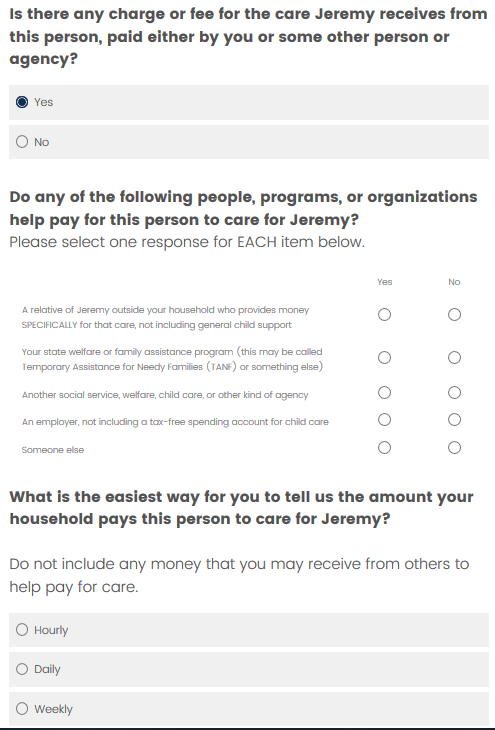 Is there any charge or fee for the care Jeremy receives from
this person, paid either by you or some other person or
agency?
Yes
No
Do any of the following people, programs, or organizations
help pay for this person to care for Jeremy?
Please select one response for EACH item below.
Yes No
A relative of Jeremy outside your household who provides money
SPECIFICALLY for that care, not including general child support
Your state welfare or family assistance program (this may be called
Temporary Assistance for Needy Families (TANF) or something else)
Another social service, welfare, child care, or other kind of agency
An employer, not including a tax-free spending account for child care
Someone else
What is the easiest way for you to tell us the amount your
household pays this person to care for Jeremy?
Do not include any money that you may receive from others to
help pay for care.
Hourly
Daily
Weekly